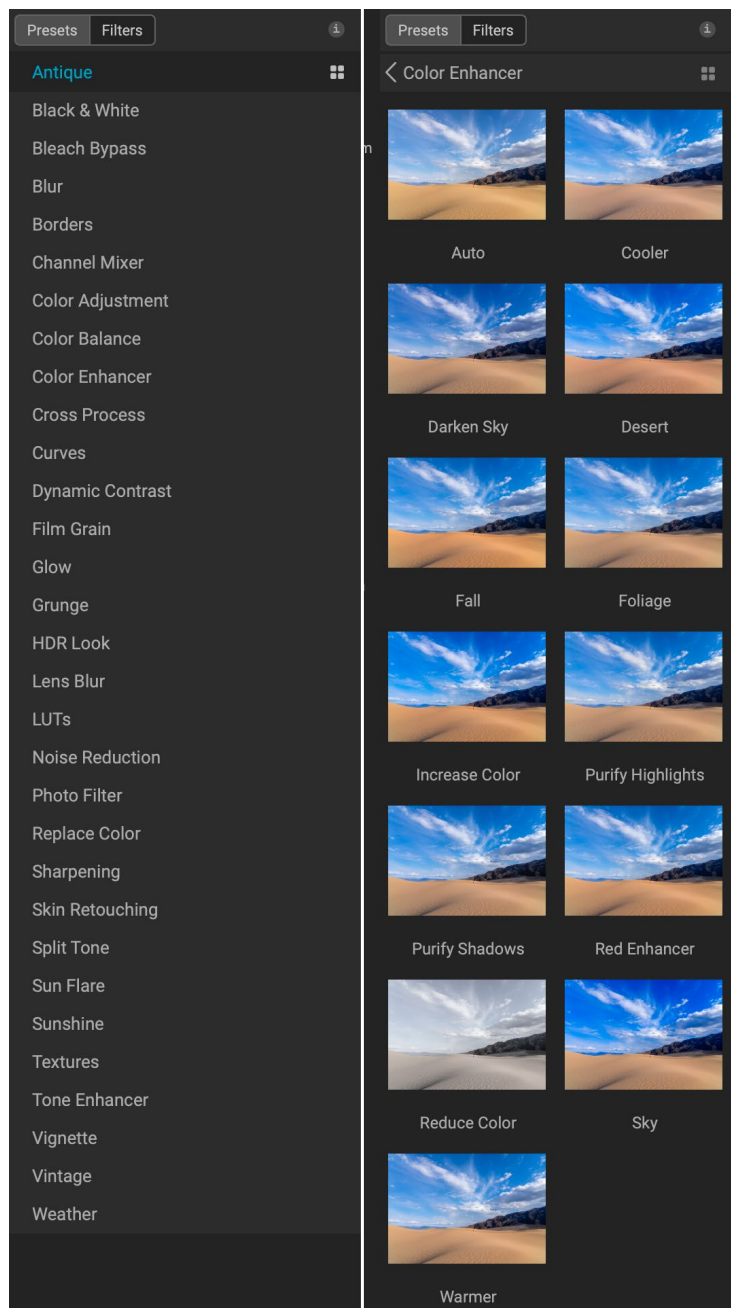 Presets Filters i
Antique
Black & White
Bleach Bypass
Blur
Borders
Channel Mixer
Color Adjustment
Color Balance
Color Enhancer
Cross Process
Curves
Dynamic Contrast
Film Grain
Glow
Grunge
HDR Look
Lens Blur
LUTs
Noise Reduction
Photo Filter
Replace Color
Sharpening
Skin Retouching
Split Tone
Sun Flare
Sunshine
Textures
Tone Enhancer
Vignette
Vintage
Weather
Presets Filters i
Color Enhancer
Auto Cooler
Darken Sky Desert
Fall Foliage
Increase Color Purify Highlights
Purify Shadows Red Enhancer
Reduce Color Sky
Warmer